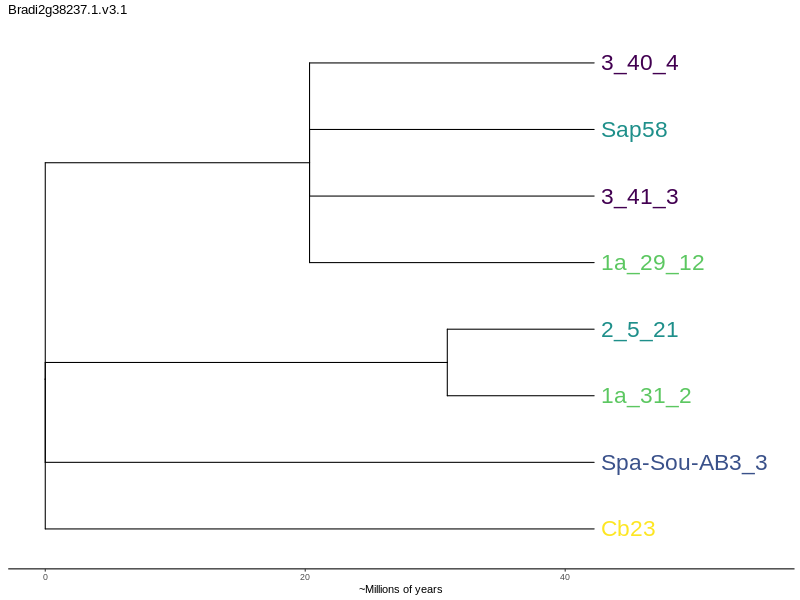 Bradi2g38237.1.v3.1
3_40_4
Sap58
3_41_3
1a_29_12
2_5_21
1a_31_2
Spa-Sou-AB3_3
Cb23
0 20 40
~Millions of years